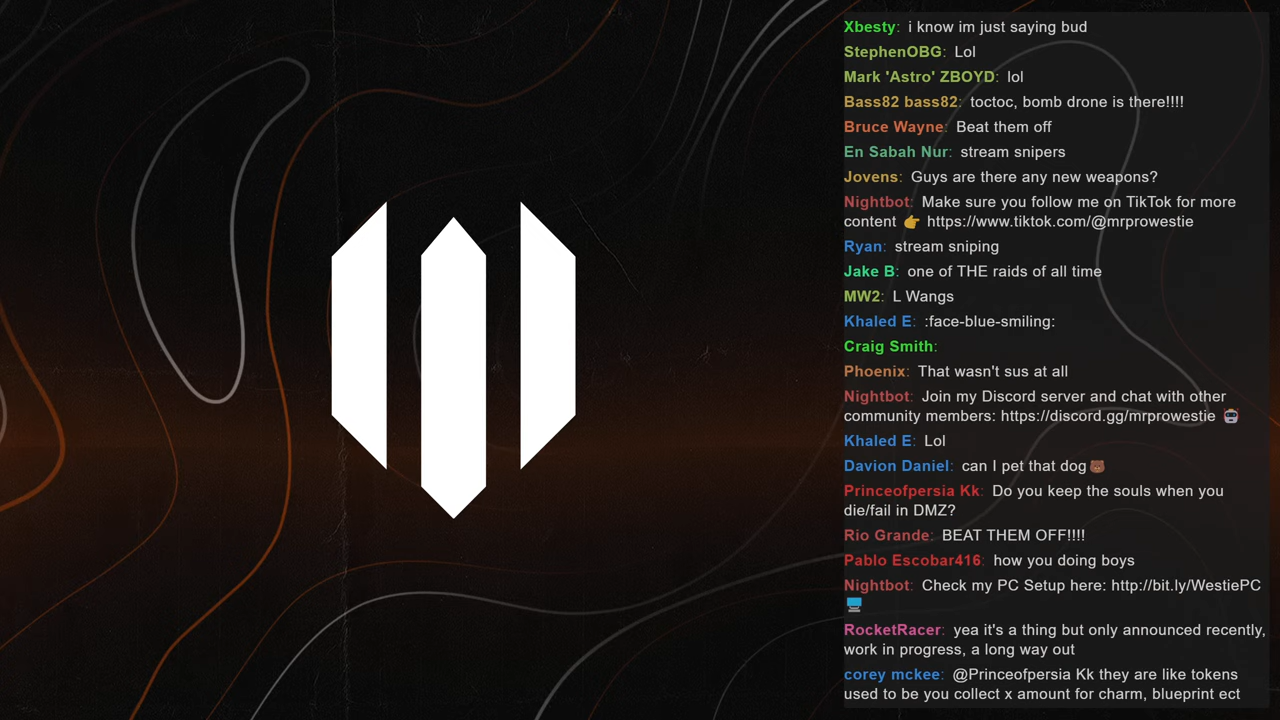 Xbesty: i know im just saying bud
StephenOBG: Lol
Mark 'Astro' ZBOYD: lol
Bass82 bass82: toctoc, bomb drone is there!!!!
Bruce Wayne: Beat them off
En Sabah Nur: stream snipers
Jovens: Guys are there any new weapons?
Nightbot: Make sure you follow me on TikTok for more
content 👉 https://www.tiktok.com/@mrprowestie
Ryan: stream sniping
Jake B: one of THE raids of all time
MW2: L Wangs
Khaled E: :face-blue-smiling:
Craig Smith:
Phoenix: That wasn't sus at all
Nightbot: Join my Discord server and chat with other
community members: https://discord.gg/mrprowestie 🤖
Khaled E: Lol
Davion Daniel: can I pet that dog🐻
Princeofpersia Kk: Do you keep the souls when you
die/fail in DMZ?
Rio Grande: BEAT THEM OFF!!!!
Pablo Escobar416: how you doing boys
Nightbot: Check my PC Setup here: http://bit.ly/WestiePC
🖥️
RocketRacer: yea it's a thing but only announced recently,
work in progress, a long way out
corey mckee: @Princeofpersia Kk they are like tokens
used to be you collect x amount for charm, blueprint ect